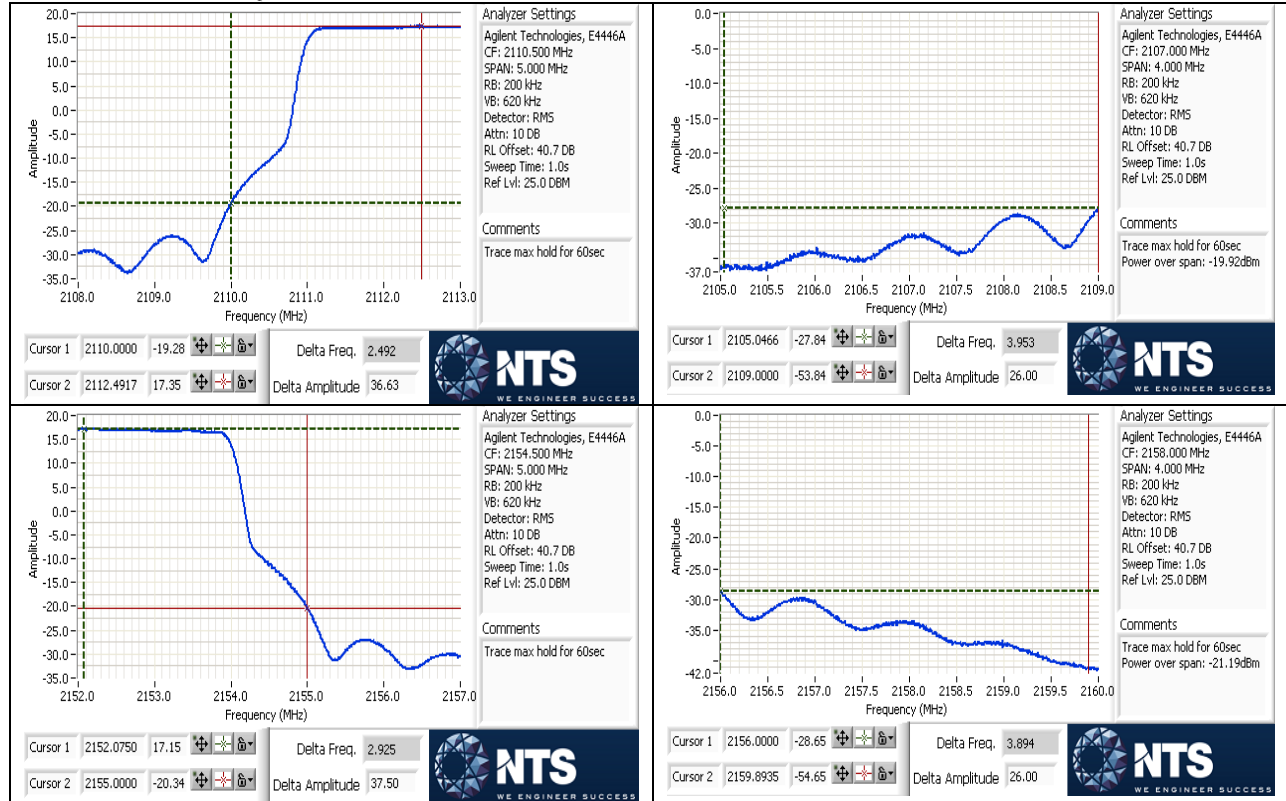 20.0
15.0
10.0
5.0
0.0
-5.0
-10.0
-15.0
-20.0
-25.0
-30.0
-35.0
Amplitude
2108.0 2109.0 2110.0 2111.0 2112.0 2113.0
Frequency (MHz)
Analyzer Settings
Agilent Technologies, E4446A
CF: 2110.500 MHz
SPAN: 5.000 MHz
RB: 200 kHz
VB: 620 kHz
Detector: RMS
Attn: 10 DB
RL Offset: 40.7 DB
Sweep Time: 1.0s
Ref Lvl: 25.0 DBM
Comments
Trace max hold for 60sec
Cursor 1 2110.0000 -19.28
Cursor 2 2112.4917 17.35
Delta Freq. 2.492
Delta Amplitude 36.63
NTS
WE ENGINEER SUCCESS
0.0
-5.0
-10.0
-15.0
-20.0
-25.0
-30.0
-37.0
Amplitude
2105.0 2105.5 2106.0 2106.5 2107.0 2107.5 2108.0 2108.5 2109.0
Frequency (MHz)
Analyzer Settings
Agilent Technologies, E4446A
CF: 2107.000 MHz
SPAN: 4.000 MHz
RB: 200 kHz
VB: 620 kHz
Detector: RMS
Attn: 10 DB
RL Offset: 40.7 DB
Sweep Time: 1.0s
Ref Lvl: 25.0 DBM
Comments
Trace max hold for 60sec
Power over span: -19.92dBm
Cursor 1 2105.0466 -27.84
Cursor 2 2109.0000 -53.84
Delta Freq. 3.953
Delta Amplitude 26.00
NTS
WE ENGINEER SUCCESS
20.0
15.0
10.0
5.0
0.0
-5.0
-10.0
-15.0
-20.0
-25.0
-30.0
-35.0
Amplitude
2152.0 2153.0 2154.0 2155.0 2156.0 2157.0
Frequency (MHz)
Analyzer Settings
Agilent Technologies, E4446A
CF: 2154.500 MHz
SPAN: 5.000 MHz
RB: 200 kHz
VB: 620 kHz
Detector: RMS
Attn: 10 DB
RL Offset: 40.7 DB
Sweep Time: 1.0s
Ref Lvl: 25.0 DBM
Comments
Trace max hold for 60sec
Cursor 1 2152.0750 17.15
Cursor 2 2155.0000 -20.34
Delta Freq. 2.925
Delta Amplitude 37.50
NTS
WE ENGINEER SUCCESS
0.0
-5.0
-10.0
-15.0
-20.0
-25.0
-30.0
-35.0
-42.0
Amplitude
2156.0 2156.5 2157.0 2157.5 2158.0 2158.5 2159.0 2159.5 2160.0
Frequency (MHz)
Analyzer Settings
Agilent Technologies, E4446A
CF: 2158.000 MHz
SPAN: 4.000 MHz
RB: 200 kHz
VB: 620 kHz
Detector: RMS
Attn: 10 DB
RL Offset: 40.7 DB
Sweep Time: 1.0s
Ref Lvl: 25.0 DBM
Comments
Trace max hold for 60sec
Power over span: -21.19dBm
Cursor 1 2156.0000 -28.65
Cursor 2 2159.8935 -54.65
Delta Freq. 3.894
Delta Amplitude 26.00
NTS
WE ENGINEER SUCCESS